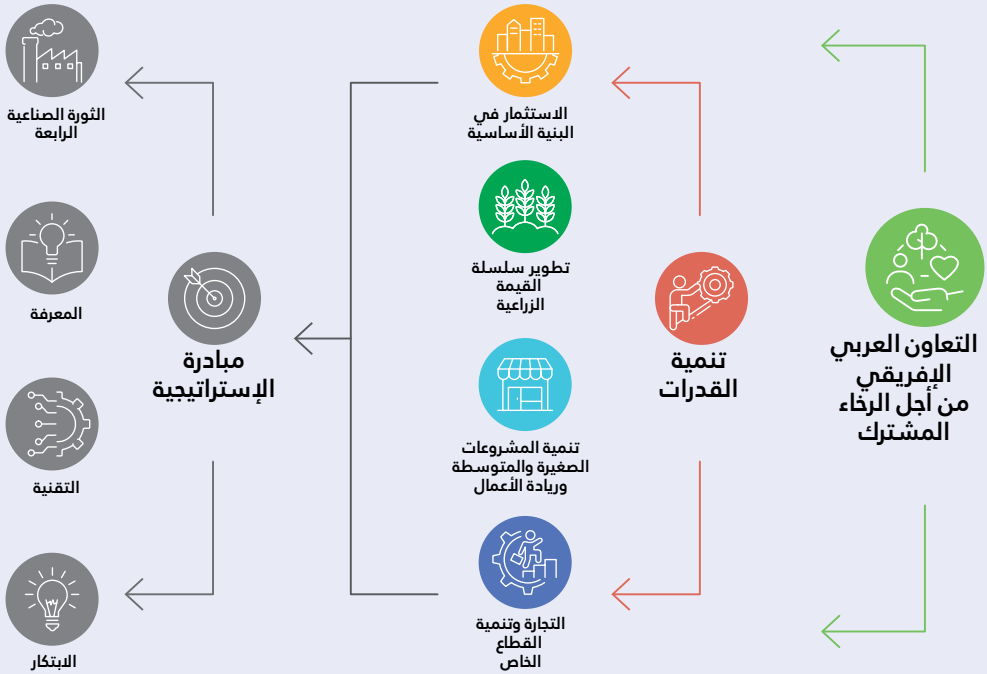 التعاون العربي
الإفريقي
من أجل الرخاء
المشترك
تنمية
القدرات
الاستثمار في
البنية الأساسية
تطوير سلسلة
القيمة
الزراعية
تنمية المشروعات
الصغيرة والمتوسطة
وريادة الأعمال
التجارة وتنمية
القطاع
الخاص
مبادرة
الإستراتيجية
الثورة الصناعية
الرابعة
المعرفة
التقنية
الابتكار